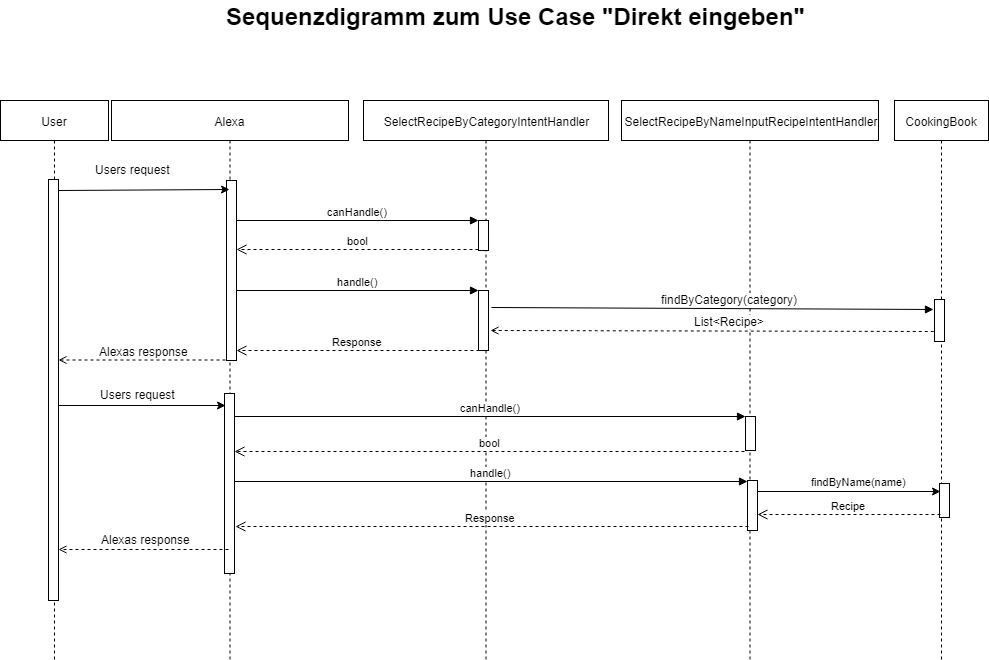 Sequenzdigramm zum Use Case "Direkt eingeben"
User
Alexa
SelectRecipeByCategoryIntentHandler
SelectRecipeByNameInputRecipeIntentHandler
CookingBook
Users request
canHandle()
bool
handle()
findByCategory(category)
List<Recipe>
Response
Alexas response
Users request
canHandle()
bool
handle()
findByName(name)
Recipe
Response
Alexas response